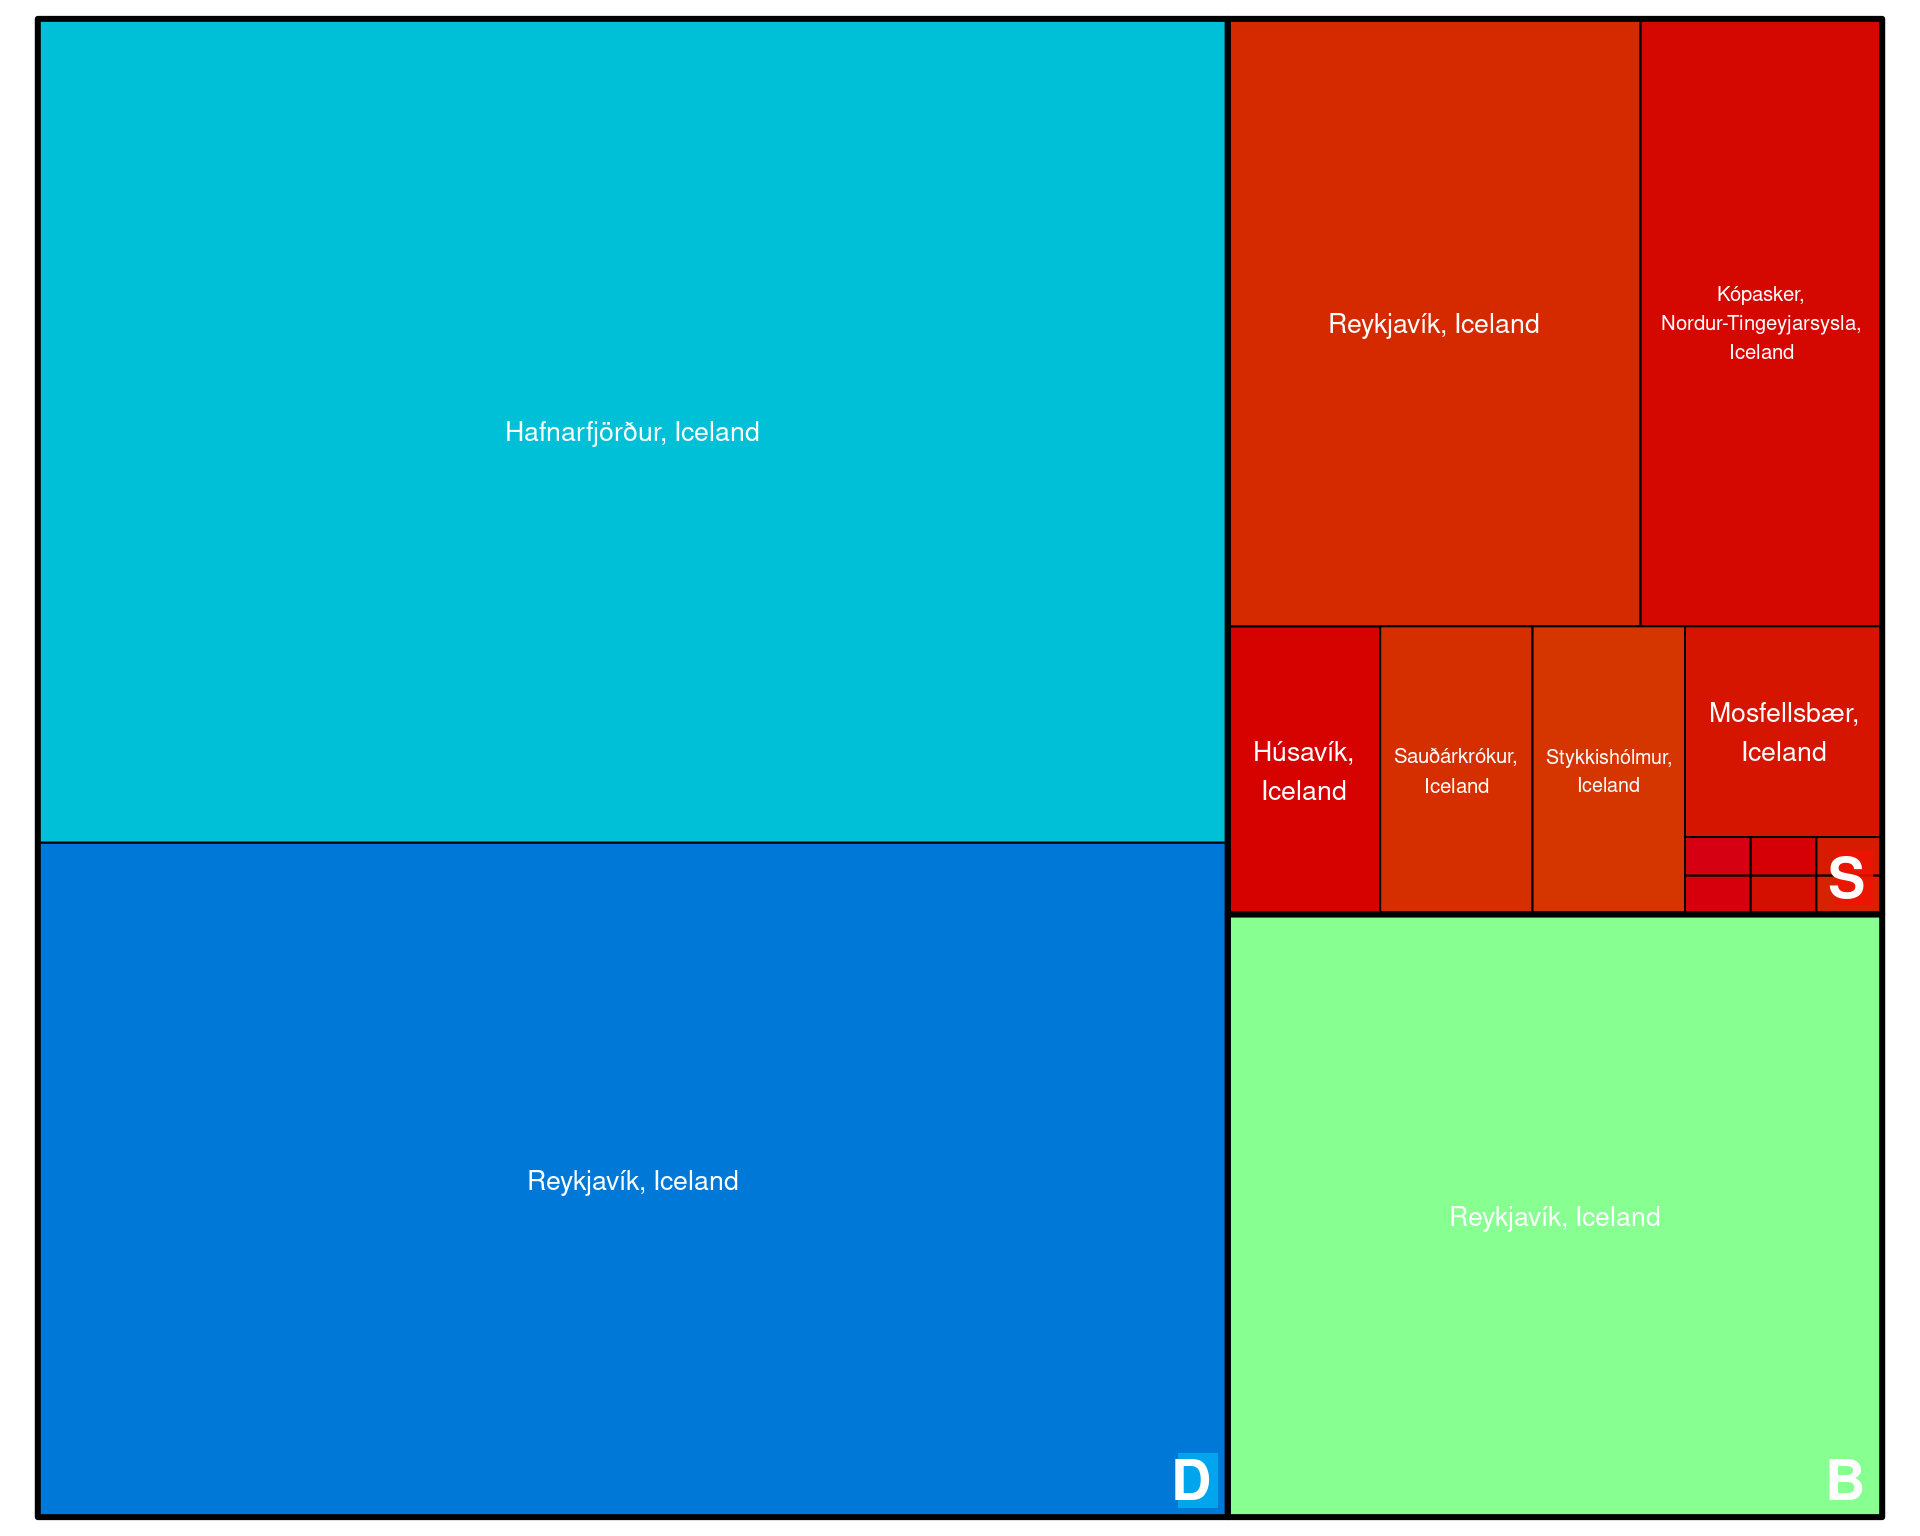 Hafnarfjörður, Iceland
Reykjavík, Iceland
D
Reykjavík, Iceland
Kópasker,
Nordur-Tingeyjarsysla,
Iceland
Húsavík,
Iceland
Sauðárkrókur,
Iceland
Stykkishólmur,
Iceland
Mosfellsbær,
Iceland
S
Reykjavík, Iceland
B